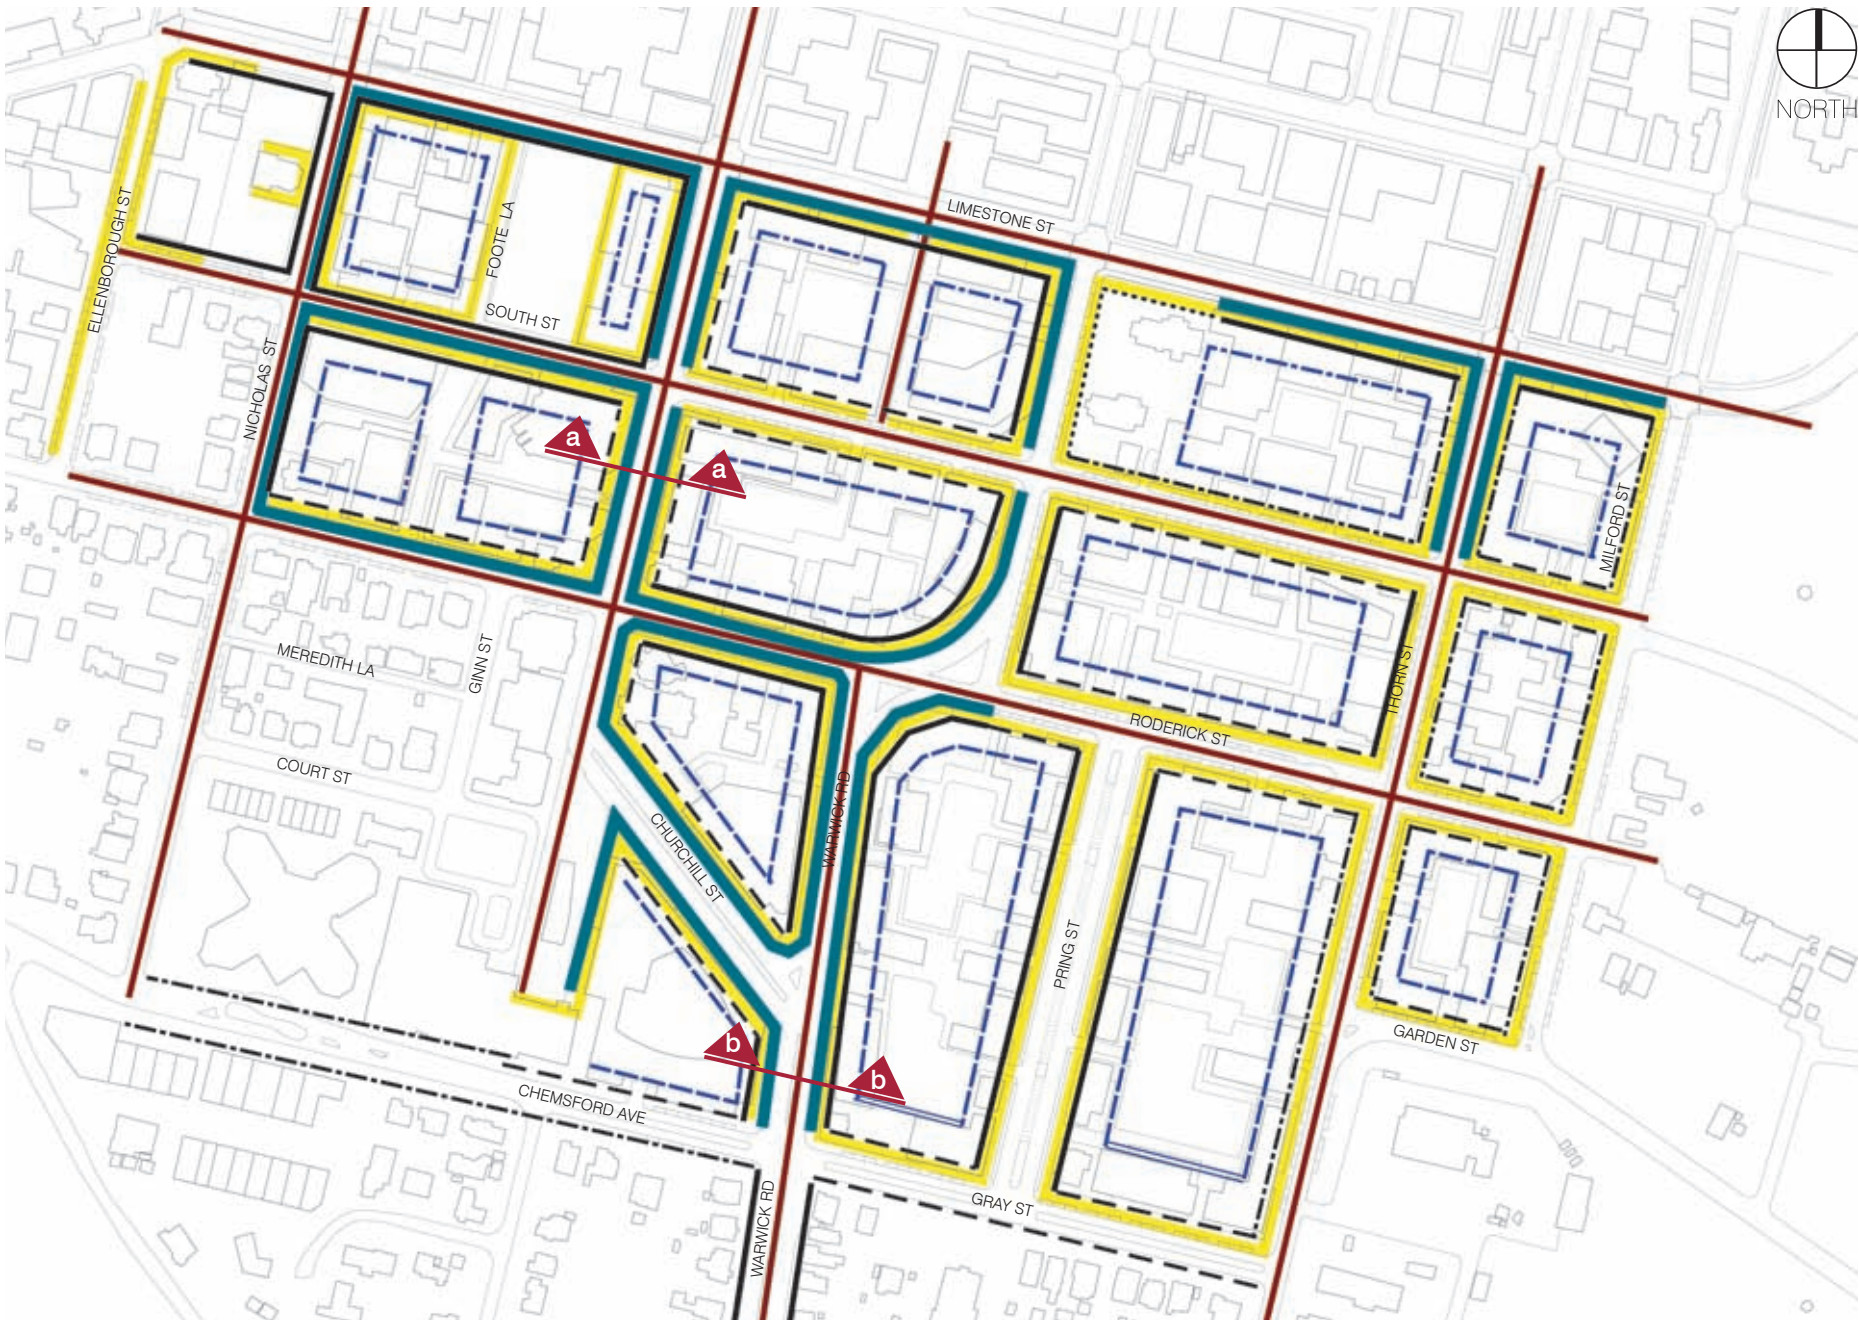 NORTH
LIMESTONE ST
ELLENBOROUGH ST
FOOTE LA
SOUTH ST
NICHOLAS ST
a
a
MILFORD ST
MEREDITH LA
GINN ST
THORN ST
RODERICK ST
COURT ST
CHURCHILL ST
WARWICK RD
PRING ST
b
b
GARDEN ST
CHEMSFORD AVE
GRAY ST
WARWICK RD